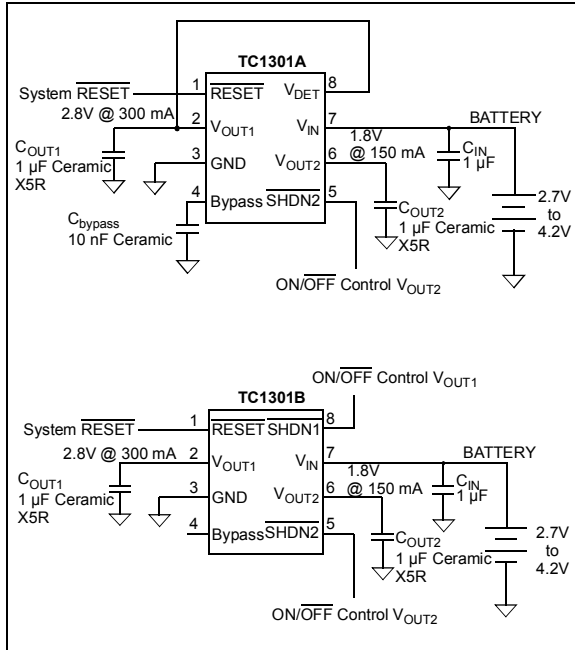 TC1301A
System RESET
1
RESET
VDET
8
2.8V @ 300 mA
2
VOUT1
VIN
7
BATTERY
COUT1
1 µF Ceramic
X5R
3
GND
VOUT2
6
1.8V
@ 150 mA
CIN
1 µF
4
Bypass
SHDN2
5
Cbypass
10 nF Ceramic
COUT2
1 µF Ceramic
X5R
2.7V
to
4.2V
ON/OFF Control VOUT2
TC1301B
ON/OFF Control VOUT1
System RESET
1
RESET
SHDN1
8
2.8V @ 300 mA
2
VOUT1
VIN
7
BATTERY
COUT1
1 µF Ceramic
X5R
3
GND
VOUT2
6
1.8V
@ 150 mA
CIN
1 µF
4
Bypass
SHDN2
5
COUT2
1 µF Ceramic
X5R
2.7V
to
4.2V
ON/OFF Control VOUT2